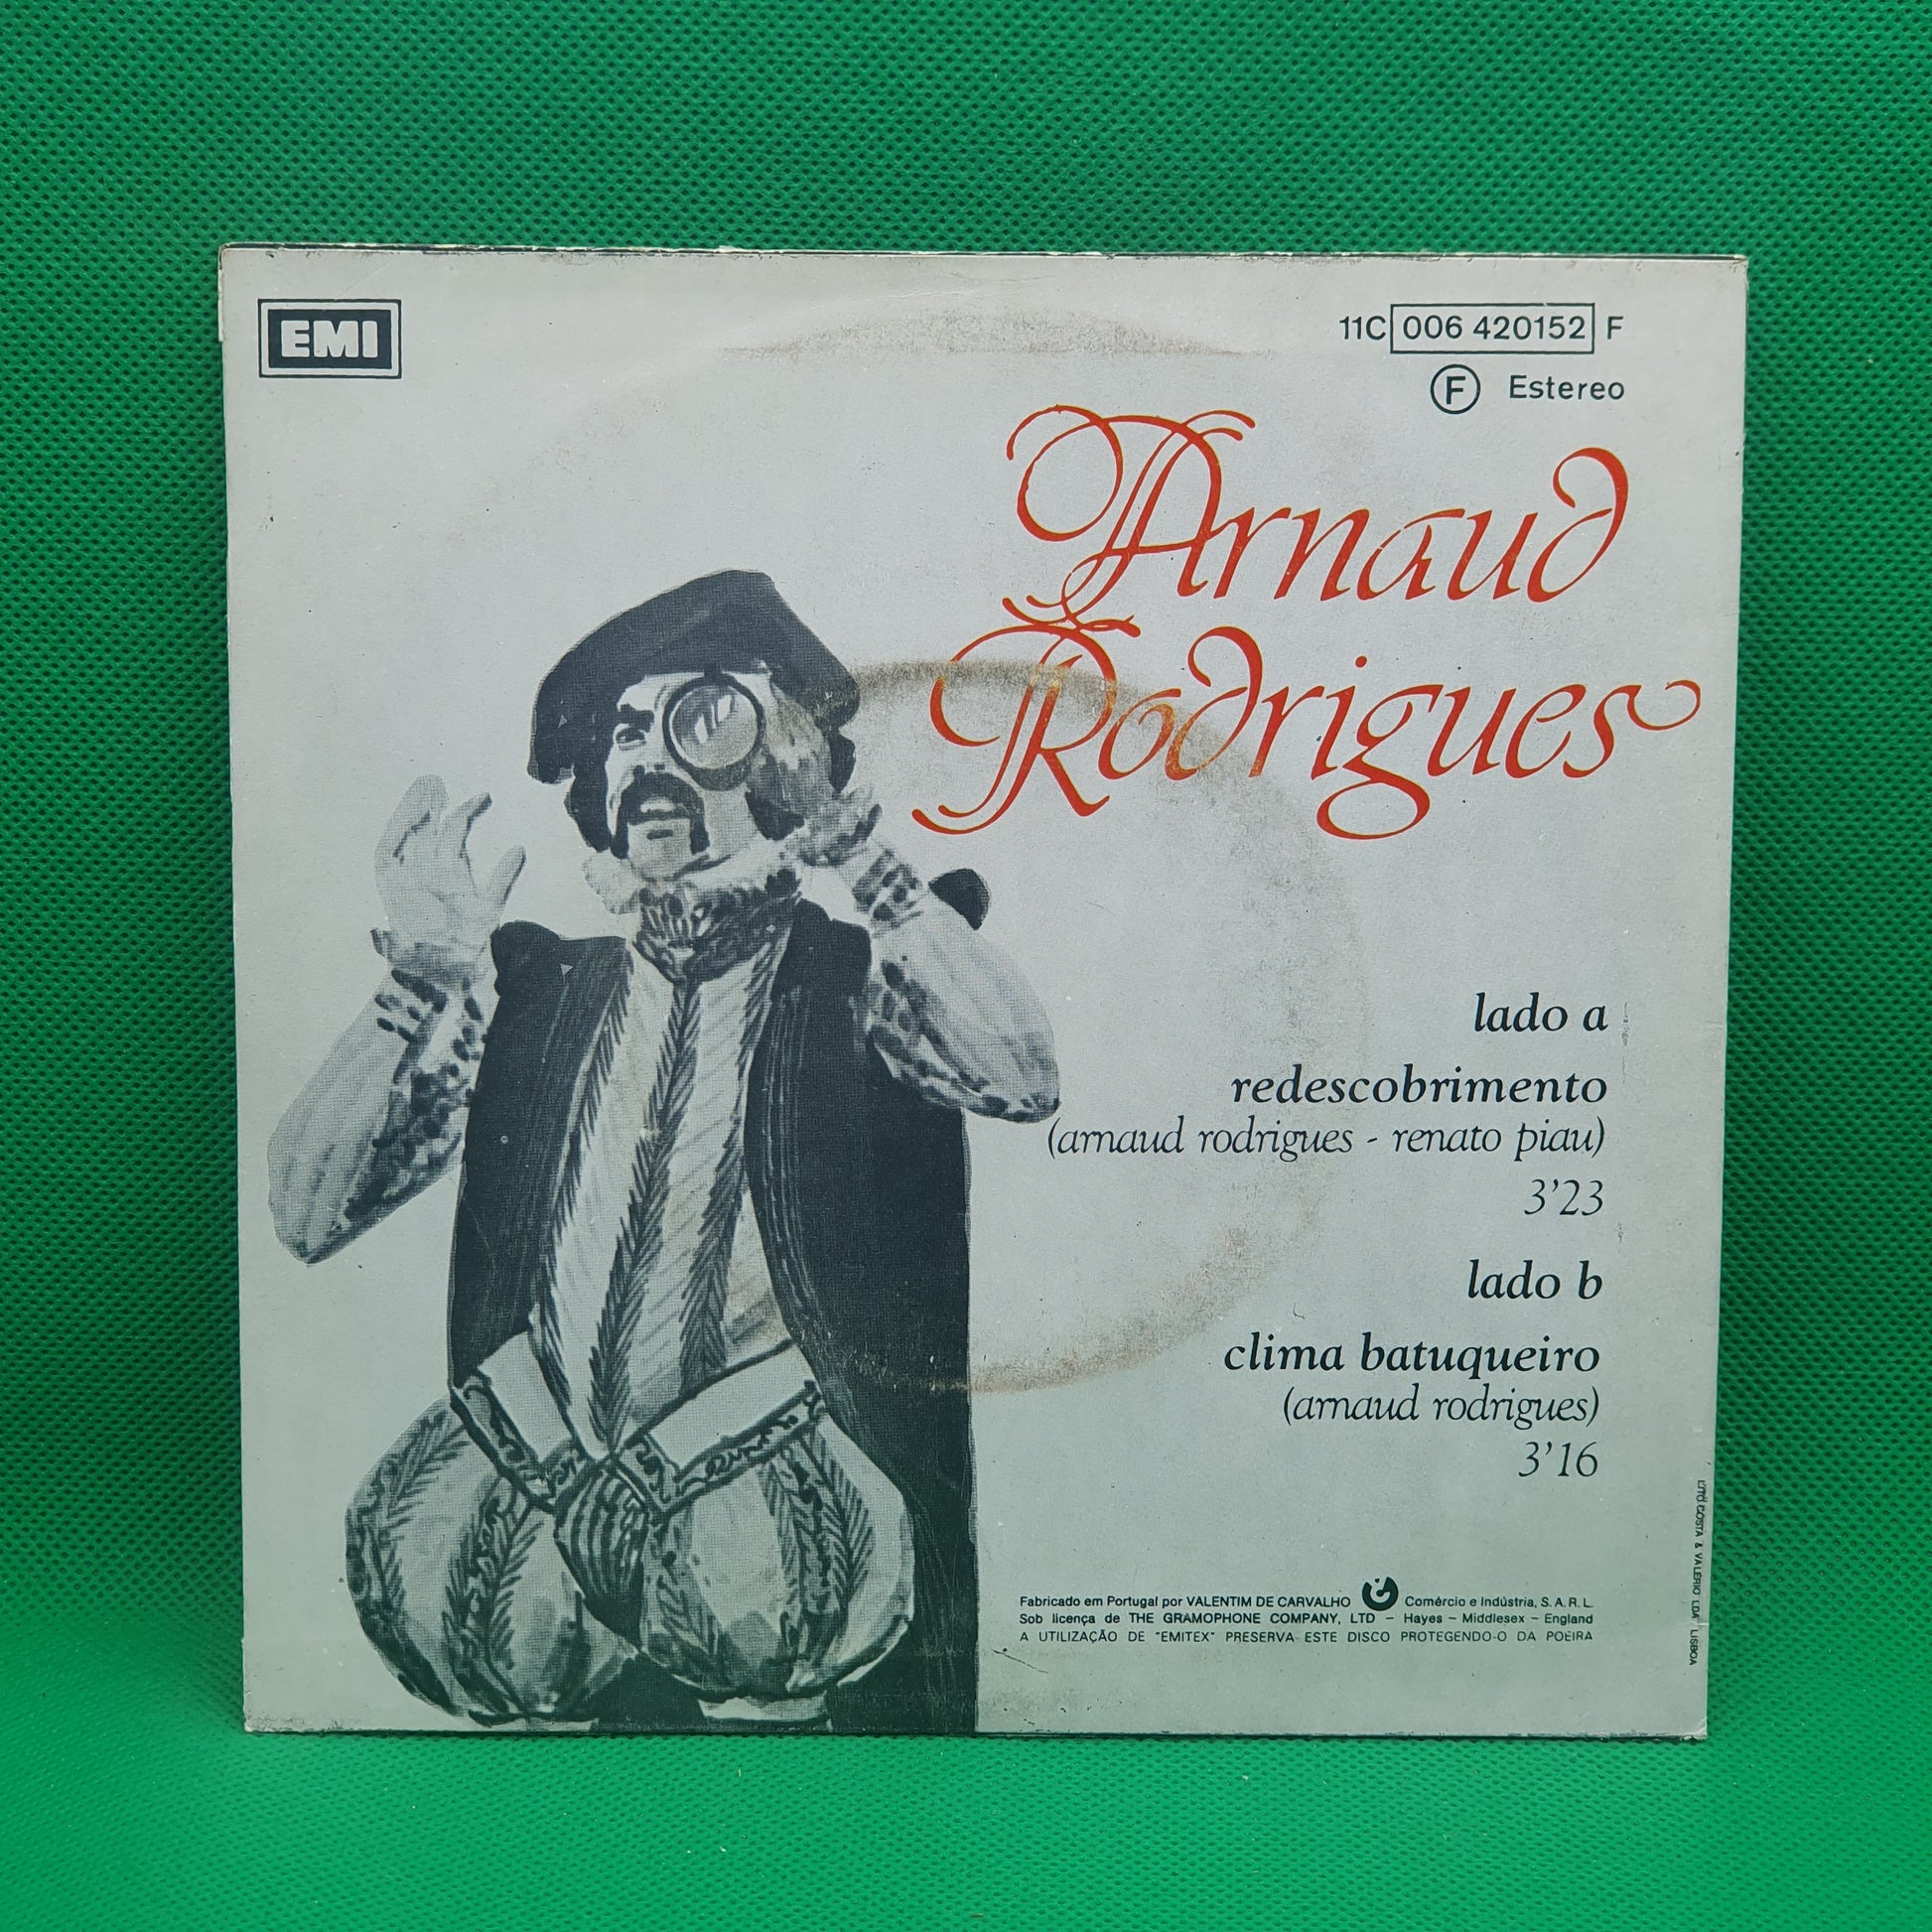 EMI
11C 006 420152 F
F Estereo
Arnaud
Rodrigues
lado a
redescobrimento
(arnaud rodrigues - renato piau)
3'23
lado b
clima batuqueiro
(arnaud rodrigues)
3'16
Fabricado em Portugal por VALENTIM DE CARVALHO Comércio e Indústria, S. A. R. L.
Sob licença de THE GRAMOPHONE COMPANY, LTD – Hayes – Middlesex – England
A UTILIZAÇÃO DE "EMITEX" PRESERVA ESTE DISCO PROTEGENDO-O DA POEIRA
COSTA & VALERIO LDA LISBOA